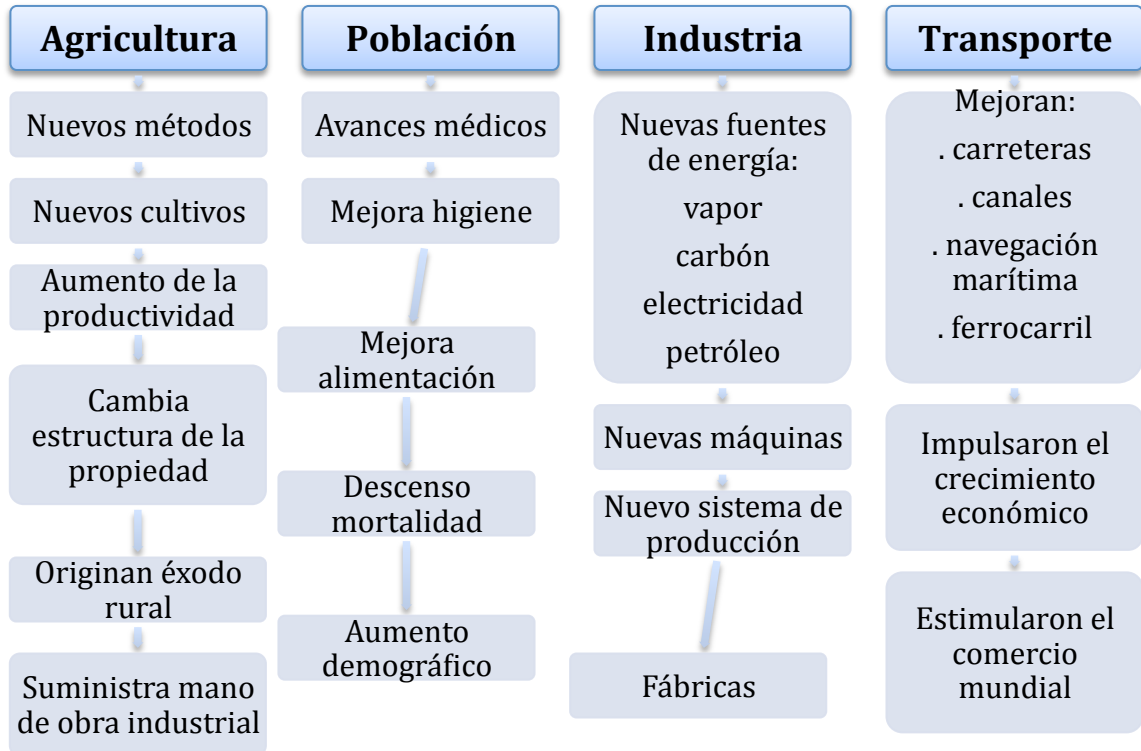 Agricultura
Nuevos métodos
Nuevos cultivos
Aumento de la
productividad
Cambia
estructura de la
propiedad
Originan éxodo
rural
Suministra mano
de obra industrial
Población
Avances médicos
Mejora higiene
Mejora
alimentación
Descenso
mortalidad
Aumento
demográfico
Industria
Nuevas fuentes
de energía:
vapor
carbón
electricidad
petróleo
Nuevas máquinas
Nuevo sistema de
producción
Fábricas
Transporte
Mejoran:
. carreteras
. canales
. navegación
marítima
. ferrocarril
Impulsaron el
crecimiento
económico
Estimularon el
comercio
mundial